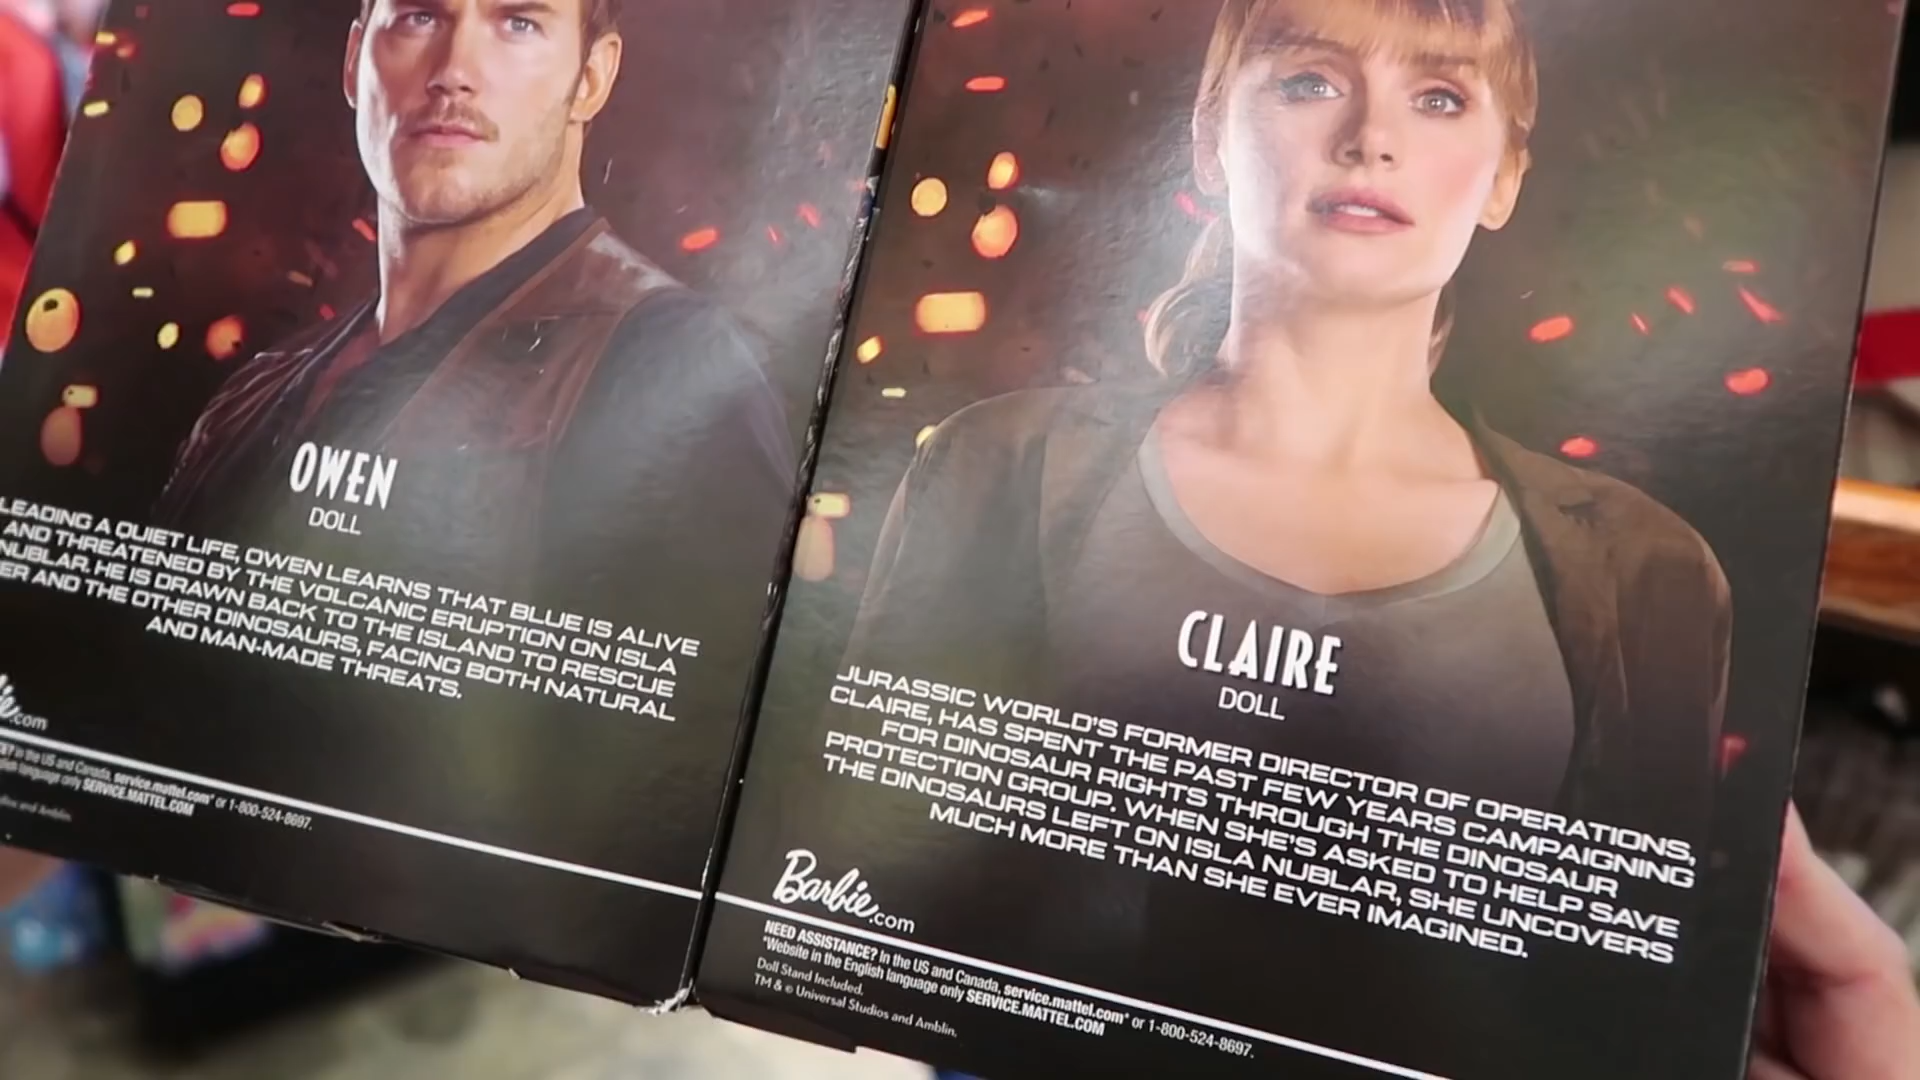 OWEN
DOLL
LEADING A QUIET LIFE, OWEN LEARNS THAT BLUE IS ALIVE
AND THREATENED BY THE VOLCANIC ERUPTION ON ISLA
NUBLAR. HE IS DRAWN BACK TO THE ISLAND TO RESCUE
AND THE OTHER DINOSAURS, FACING BOTH NATURAL
AND MAN-MADE THREATS.
.com
in the US and Canada, service.mattel.com* or 1-800-524-8697.
language only SERVICE.MATTEL.COM
and Amblin.
CLAIRE
DOLL
JURASSIC WORLD'S FORMER DIRECTOR OF OPERATIONS,
CLAIRE, HAS SPENT THE PAST FEW YEARS CAMPAIGNING
FOR DINOSAUR RIGHTS THROUGH THE DINOSAUR
PROTECTION GROUP. WHEN SHE'S ASKED TO HELP SAVE
THE DINOSAURS LEFT ON ISLA NUBLAR, SHE UNCOVERS
MUCH MORE THAN SHE EVER IMAGINED.
Barbie.com
NEED ASSISTANCE? In the US and Canada, service.mattel.com* or 1-800-524-8697.
*Website in the English language only SERVICE.MATTEL.COM
Doll Stand Included.
TM & © Universal Studios and Amblin.